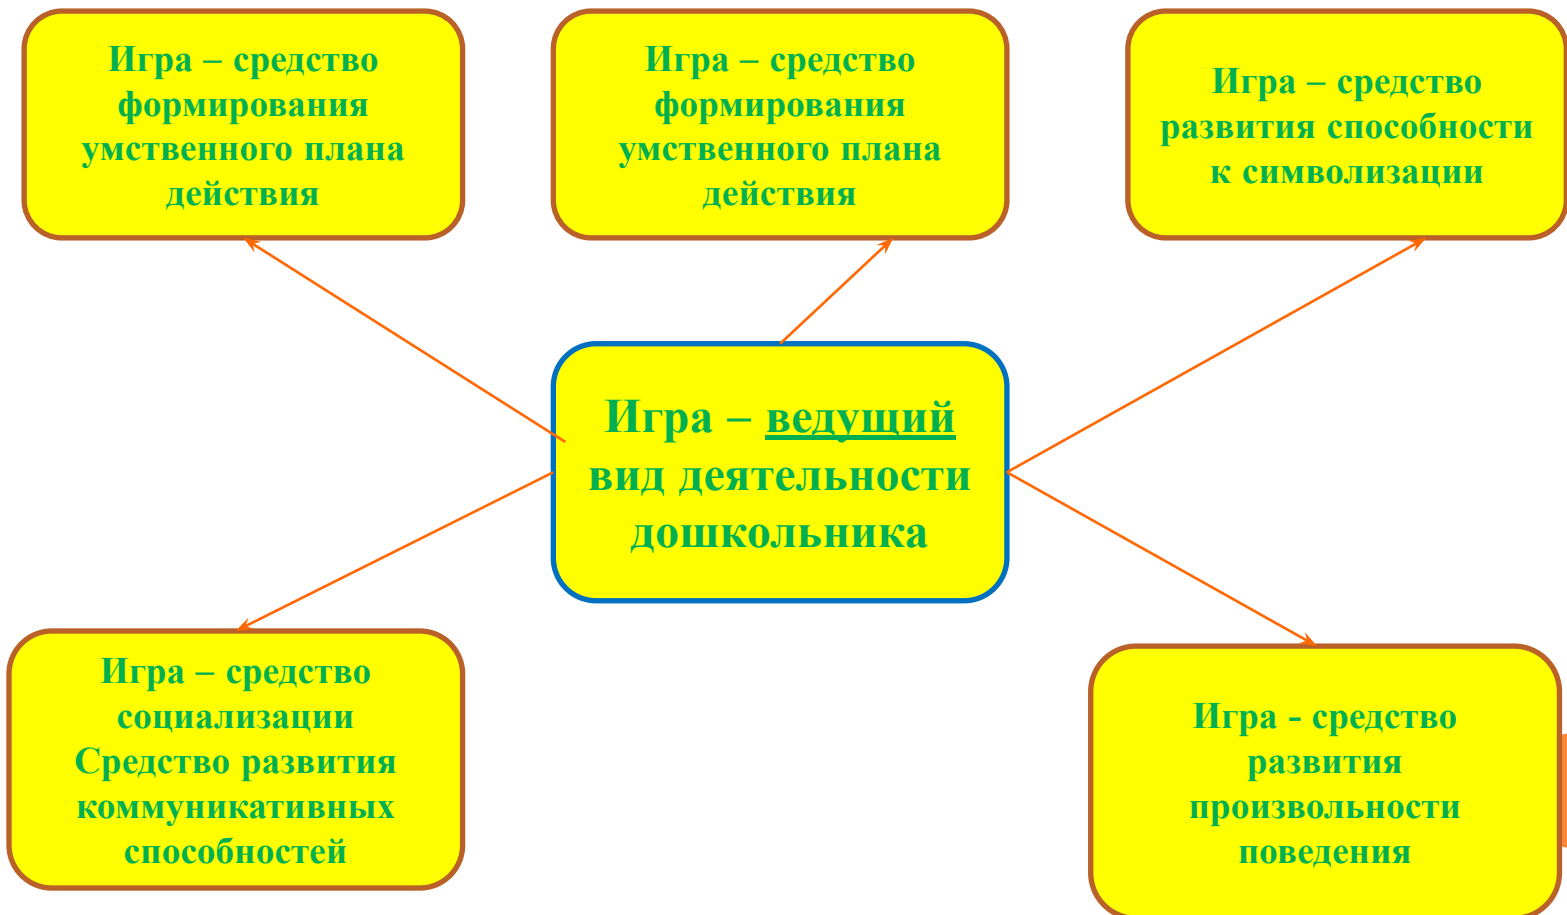 Игра – средство
формирования
умственного плана
действия
Игра – средство
формирования
умственного плана
действия
Игра – средство
развития способности
к символизации
Игра – ведущий
вид деятельности
дошкольника
Игра – средство
социализации
Средство развития
коммуникативных
способностей
Игра - средство
развития
произвольности
поведения